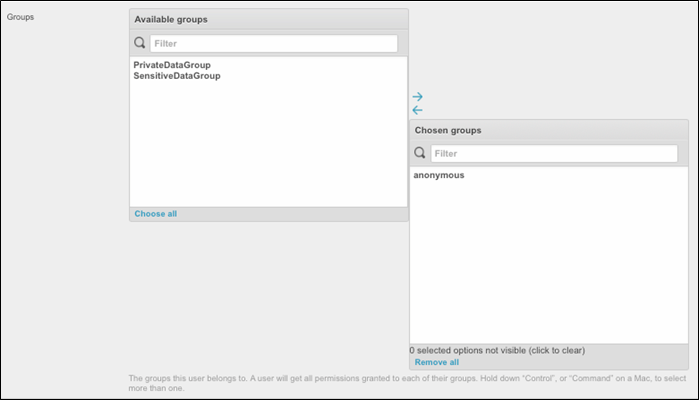 Groups
Available groups
Filter
PrivateDataGroup
SensitiveDataGroup
Choose all
Chosen groups
Filter
anonymous
0 selected options not visible (click to clear)
Remove all
The groups this user belongs to. A user will get all permissions granted to each of their groups. Hold down “Control”, or “Command” on a Mac, to select
more than one.